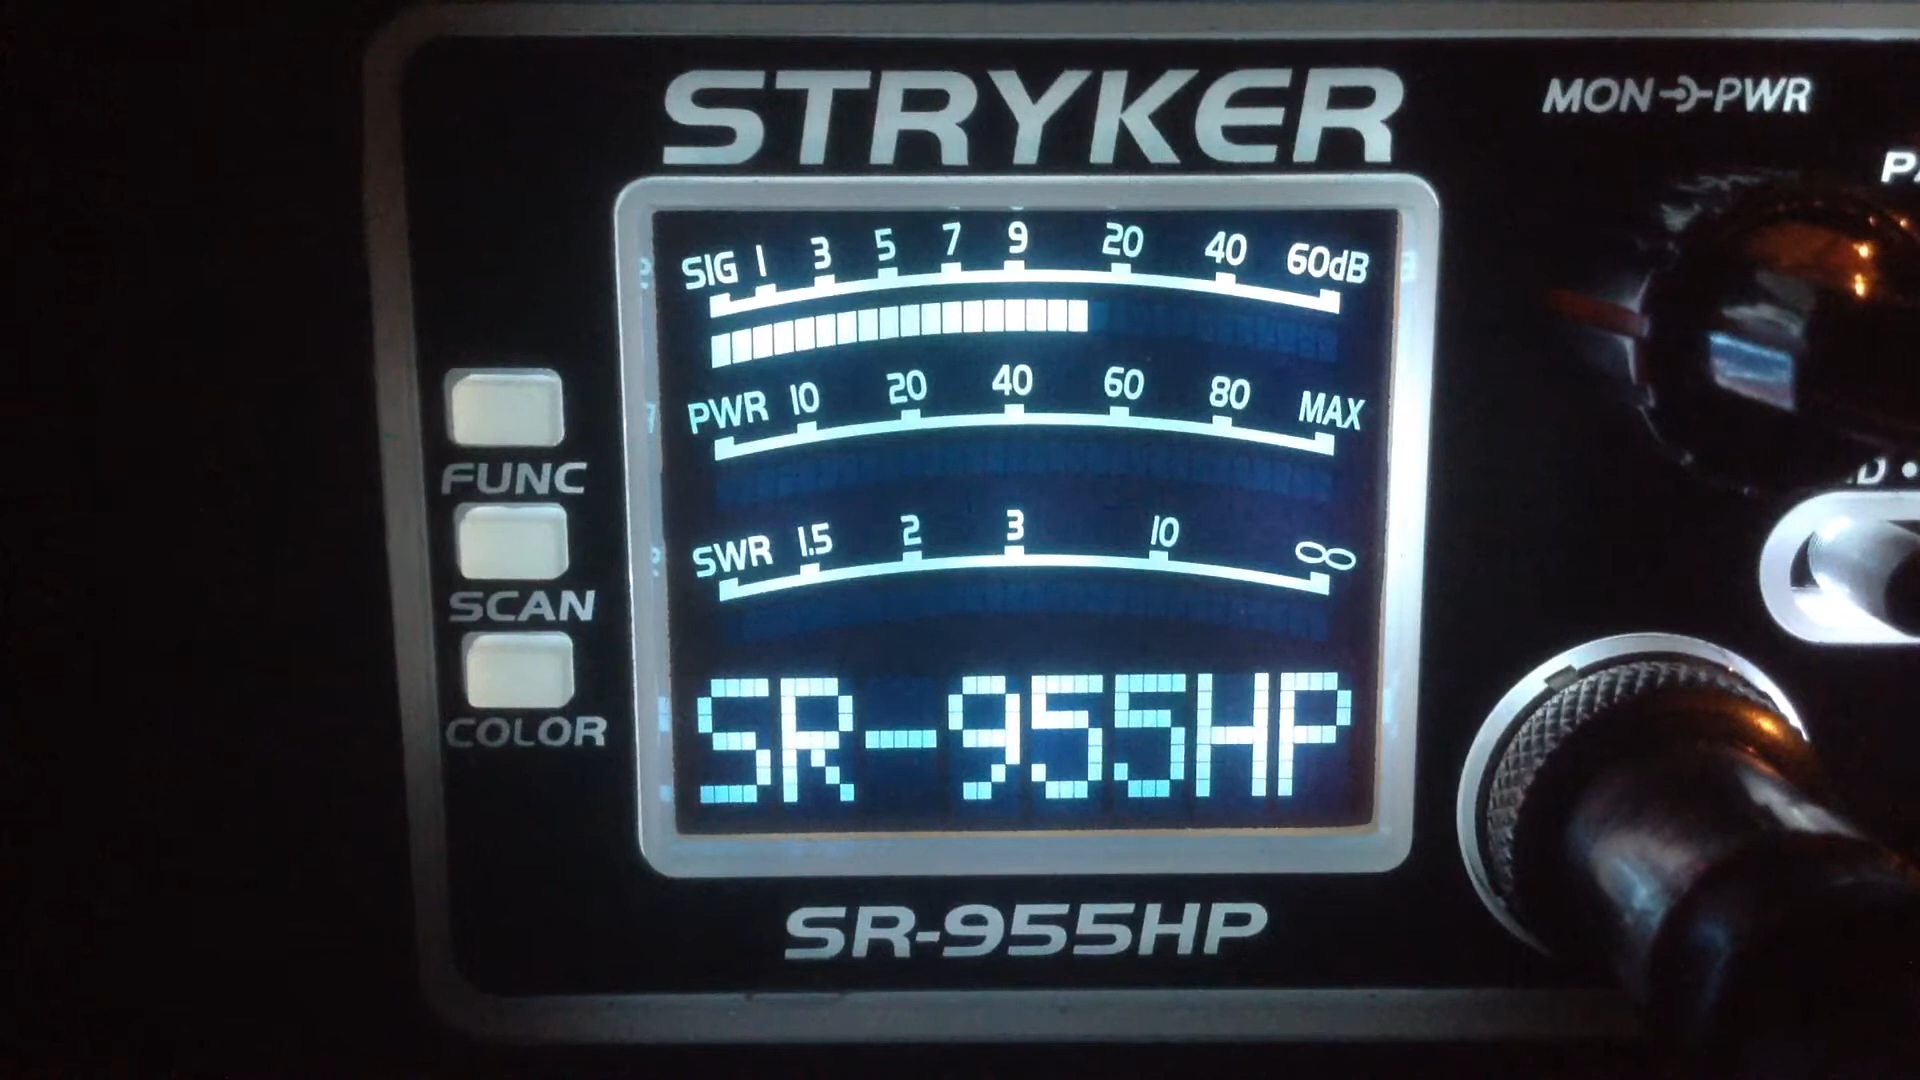 STRYKER
MON PWR
SIG 1 3 5 7 9 20 40 60dB
PWR 10 20 40 60 80 MAX
SWR 1.5 2 3 10 ∞
FUNC
SCAN
COLOR
SR-955HP
SR-955HP